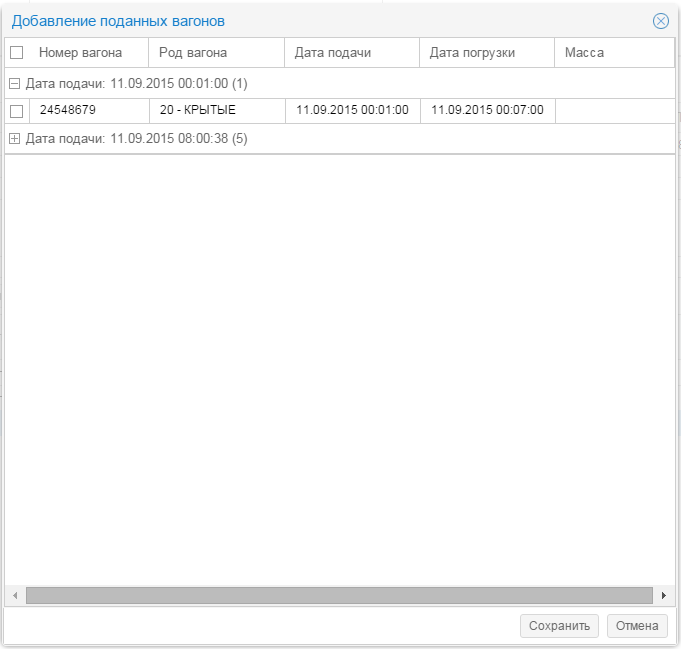 Добавление поданных вагонов
Номер вагона Род вагона Дата подачи Дата погрузки Масса
Дата подачи: 11.09.2015 00:01:00 (1)
24548679 20 - КРЫТЫЕ 11.09.2015 00:01:00 11.09.2015 00:07:00
Дата подачи: 11.09.2015 08:00:38 (5)
Сохранить Отмена